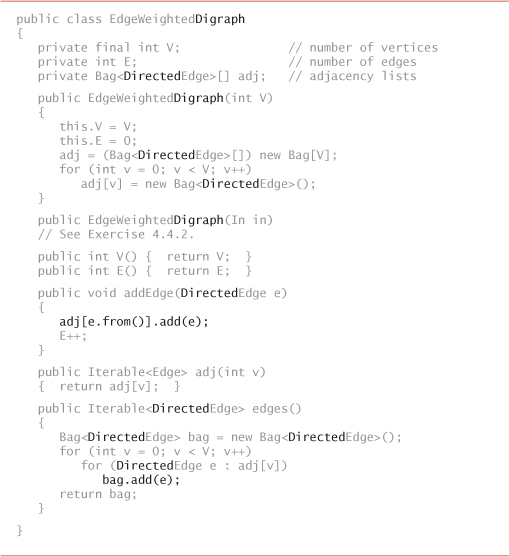 public class EdgeWeightedDigraph
{
   private final int V;               // number of vertices
   private int E;                     // number of edges
   private Bag<DirectedEdge>[] adj;   // adjacency lists
   public EdgeWeightedDigraph(int V)
   {
      this.V = V;
      this.E = 0;
      adj = (Bag<DirectedEdge>[]) new Bag[V];
      for (int v = 0; v < V; v++)
         adj[v] = new Bag<DirectedEdge>();
   }
   public EdgeWeightedDigraph(In in)
   // See Exercise 4.4.2.
   public int V() {  return V;  }
   public int E() {  return E;  }
   public void addEdge(DirectedEdge e)
   {
      adj[e.from()].add(e);
      E++;
   }
   public Iterable<Edge> adj(int v)
   {  return adj[v];  }
   public Iterable<DirectedEdge> edges()
   {
      Bag<DirectedEdge> bag = new Bag<DirectedEdge>();
      for (int v = 0; v < V; v++)
         for (DirectedEdge e : adj[v])
            bag.add(e);
      return bag;
   }
}